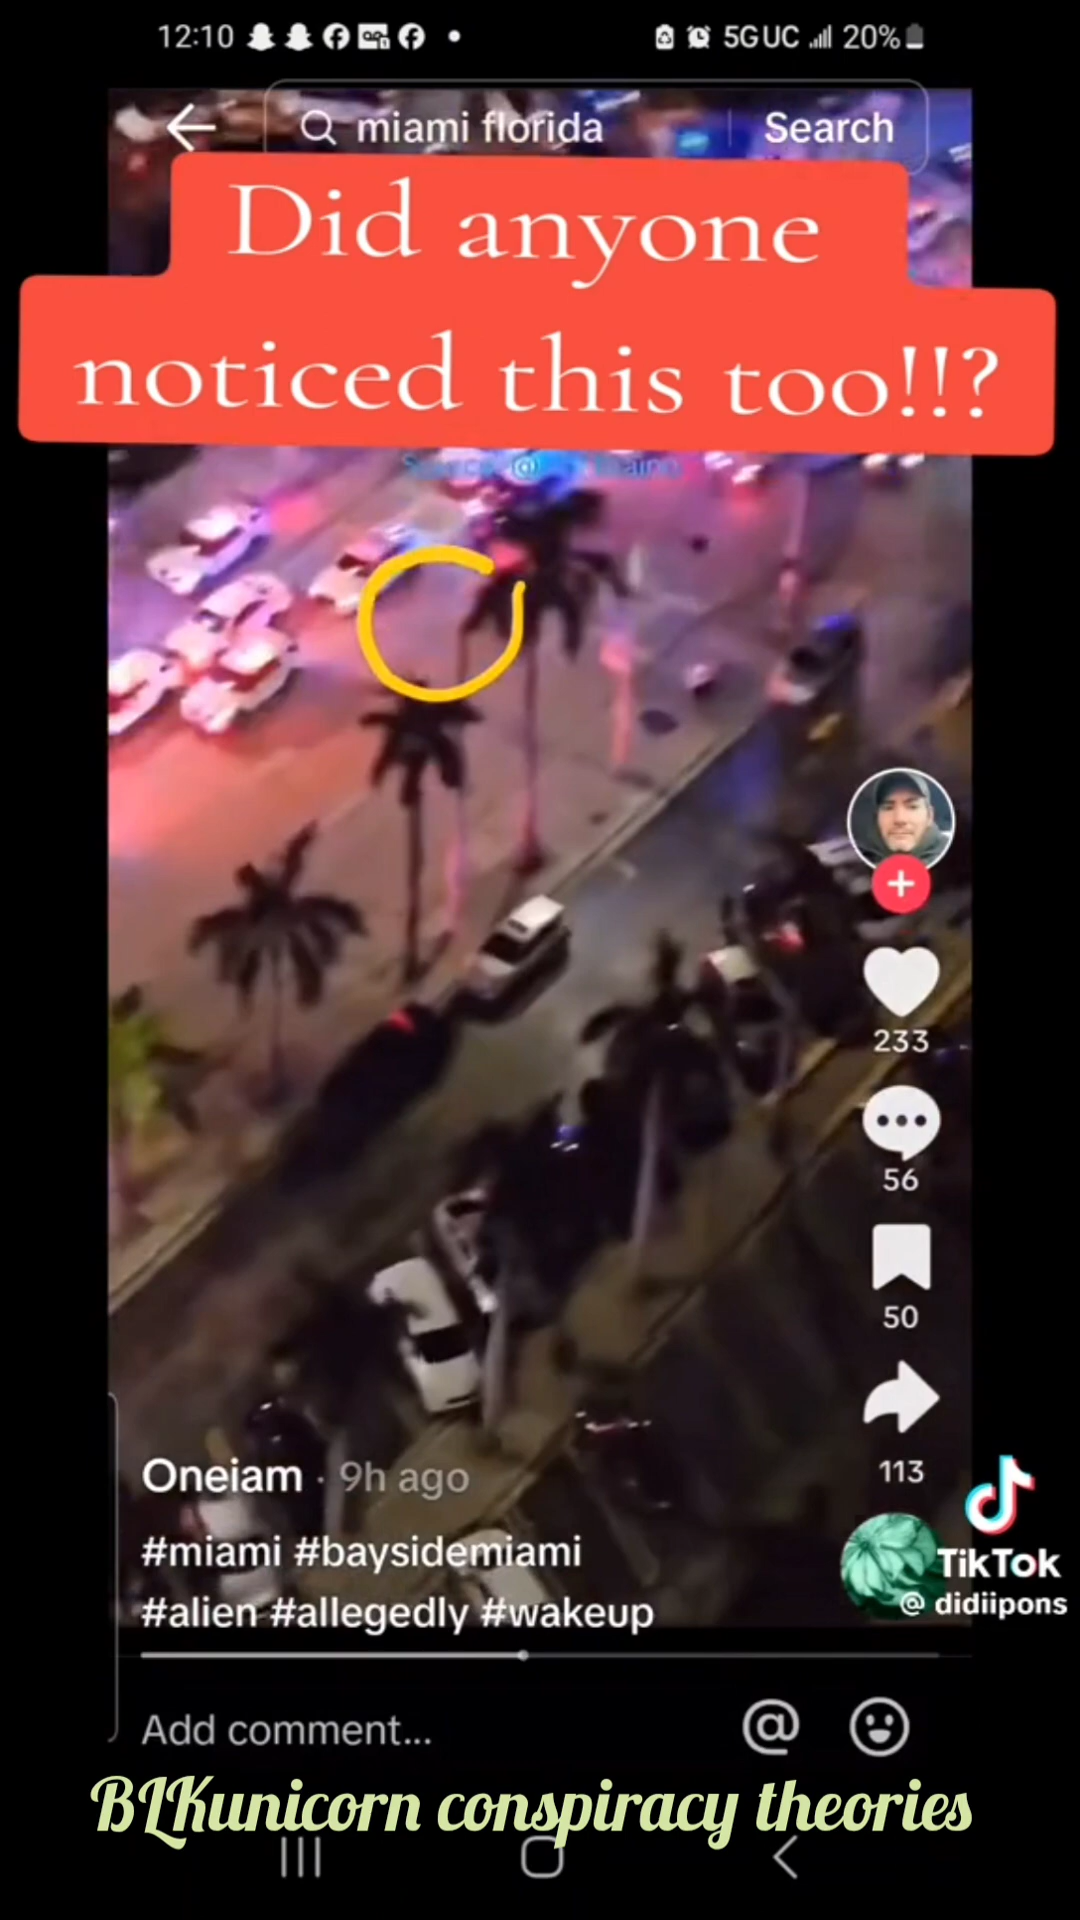 12:10
5G UC
20%
miami florida
Search
Did anyone
noticed this too!!?
233
56
50
113
Oneiam · 9h ago
#miami #baysidemiami
#alien #allegedly #wakeup
TikTok
@ didiipons
Add comment...
BLKunicorn conspiracy theories